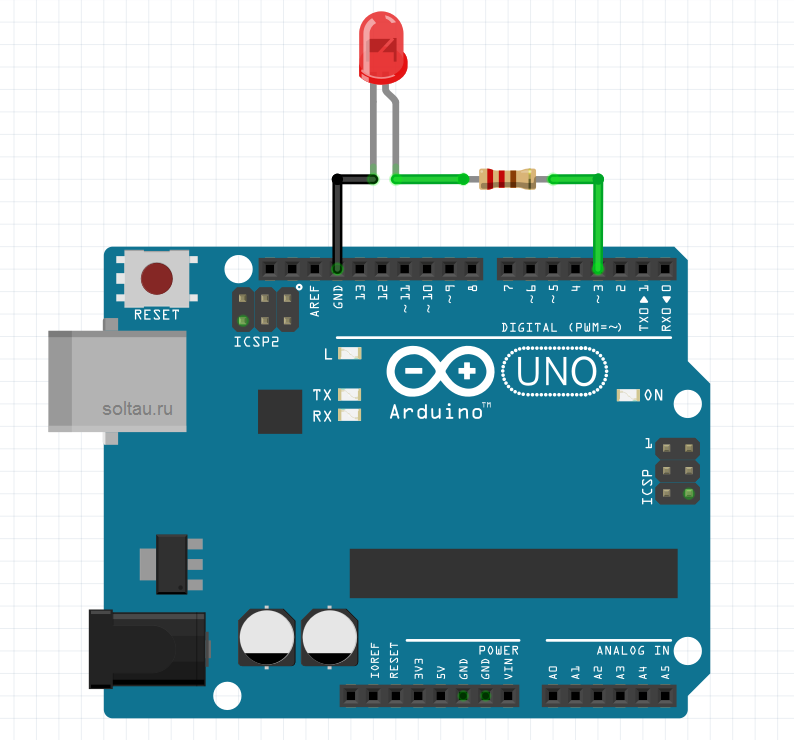 RESET
ICSP2
AREF
GND
13
12
~11
~10
~9
8
7
~6
~5
4
~3
2
TX0▶1
RX0◀0
DIGITAL (PWM=~)
L
TX
RX
UNO
Arduino™
ON
soltau.ru
1
ICSP
IOREF
RESET
3V3
5V
GND
GND
VIN
POWER
A0
A1
A2
A3
A4
A5
ANALOG IN